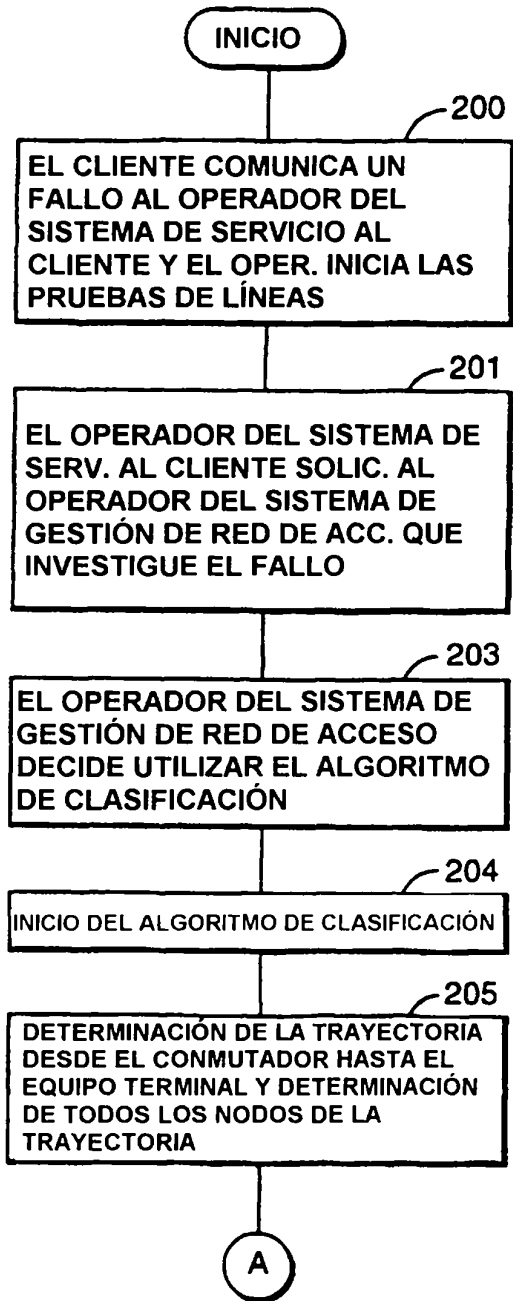 INICIO
200
EL CLIENTE COMUNICA UN
FALLO AL OPERADOR DEL
SISTEMA DE SERVICIO AL
CLIENTE Y EL OPER. INICIA LAS
PRUEBAS DE LÍNEAS
201
EL OPERADOR DEL SISTEMA DE
SERV. AL CLIENTE SOLIC. AL
OPERADOR DEL SISTEMA DE
GESTIÓN DE RED DE ACC. QUE
INVESTIGUE EL FALLO
203
EL OPERADOR DEL SISTEMA DE
GESTIÓN DE RED DE ACCESO
DECIDE UTILIZAR EL ALGORITMO
DE CLASIFICACIÓN
204
INICIO DEL ALGORITMO DE CLASIFICACIÓN
205
DETERMINACIÓN DE LA TRAYECTORIA
DESDE EL CONMUTADOR HASTA EL
EQUIPO TERMINAL Y DETERMINACIÓN
DE TODOS LOS NODOS DE LA
TRAYECTORIA
A